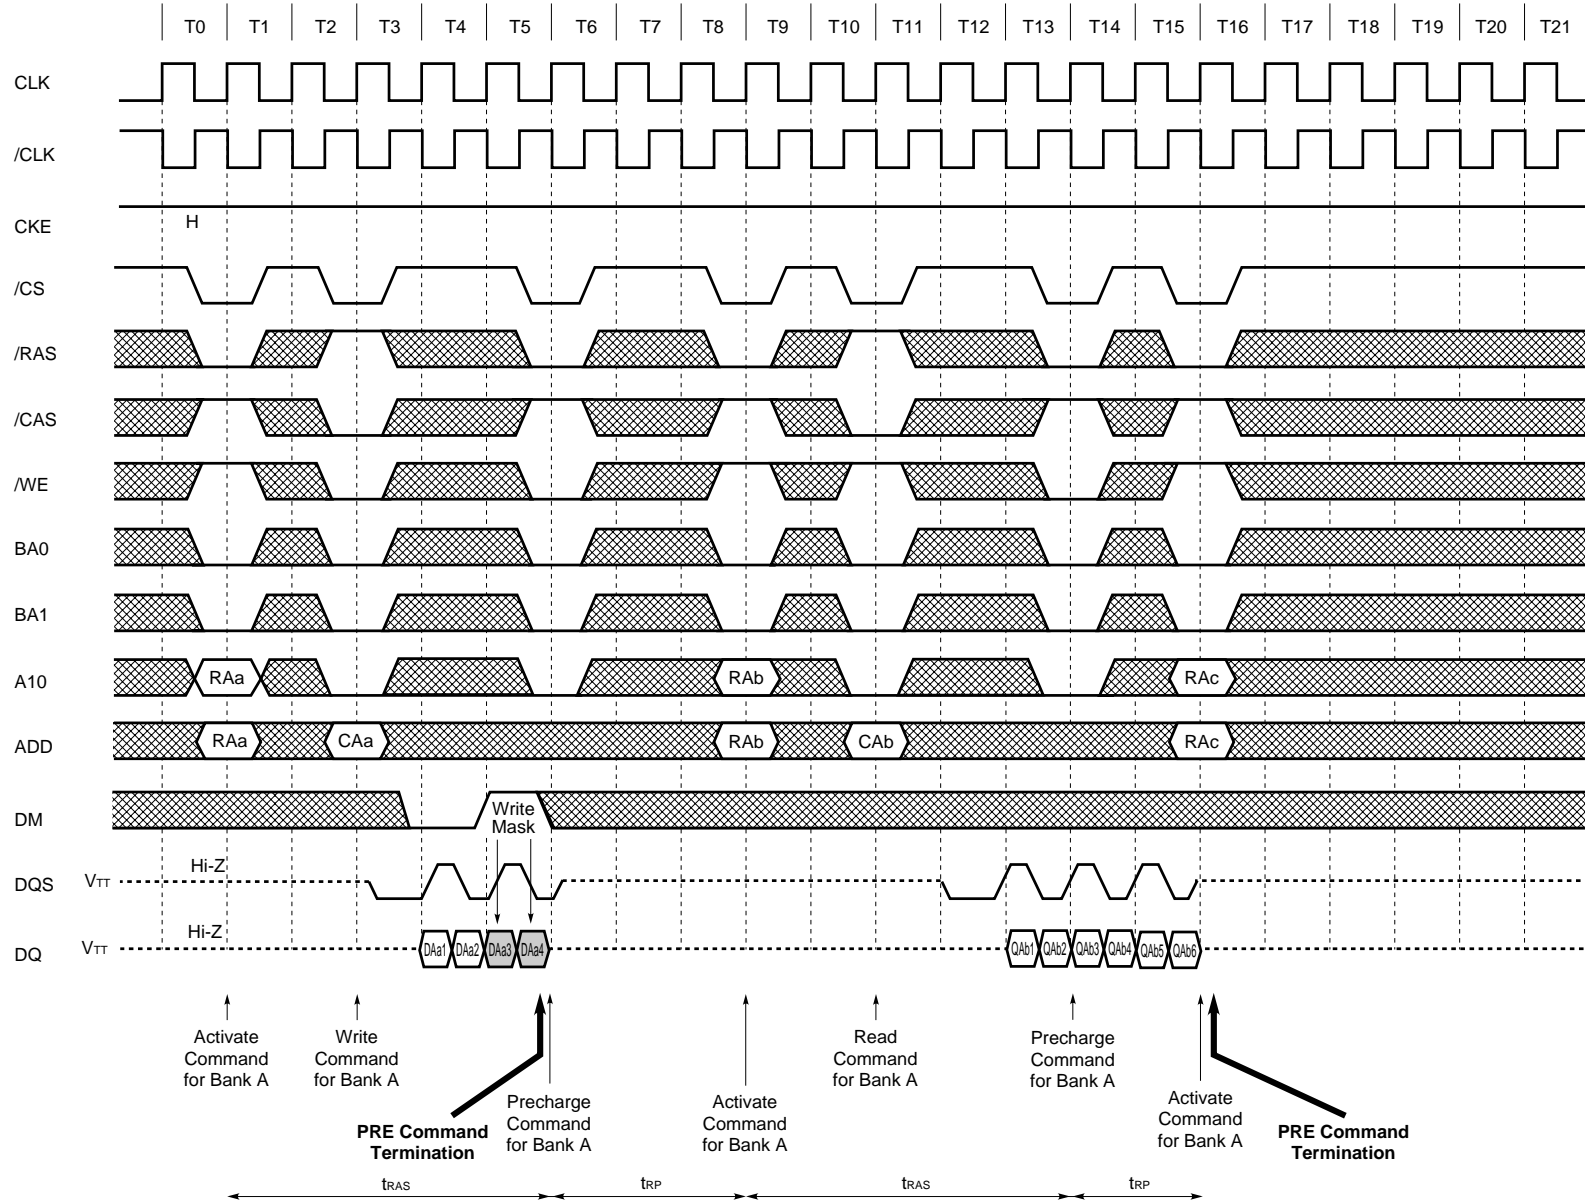 T0 T1 T2 T3 T4 T5 T6 T7 T8 T9 T10 T11 T12 T13 T14 T15 T16 T17 T18 T19 T20 T21
CLK
/CLK
CKE
H
/CS
/RAS
/CAS
/WE
BA0
BA1
A10 RAa RAb RAc
ADD RAa CAa RAb CAb RAc
DM
Write
Mask
DQS VTT Hi-Z
DQ VTT Hi-Z DAa1 DAa2 DAa3 DAa4 QAb1 QAb2 QAb3 QAb4 QAb5 QAb6
Activate
Command
for Bank A
Write
Command
for Bank A
PRE Command
Termination
Precharge
Command
for Bank A
Activate
Command
for Bank A
Read
Command
for Bank A
Precharge
Command
for Bank A
Activate
Command
for Bank A
PRE Command
Termination
tRAS tRP tRAS tRP